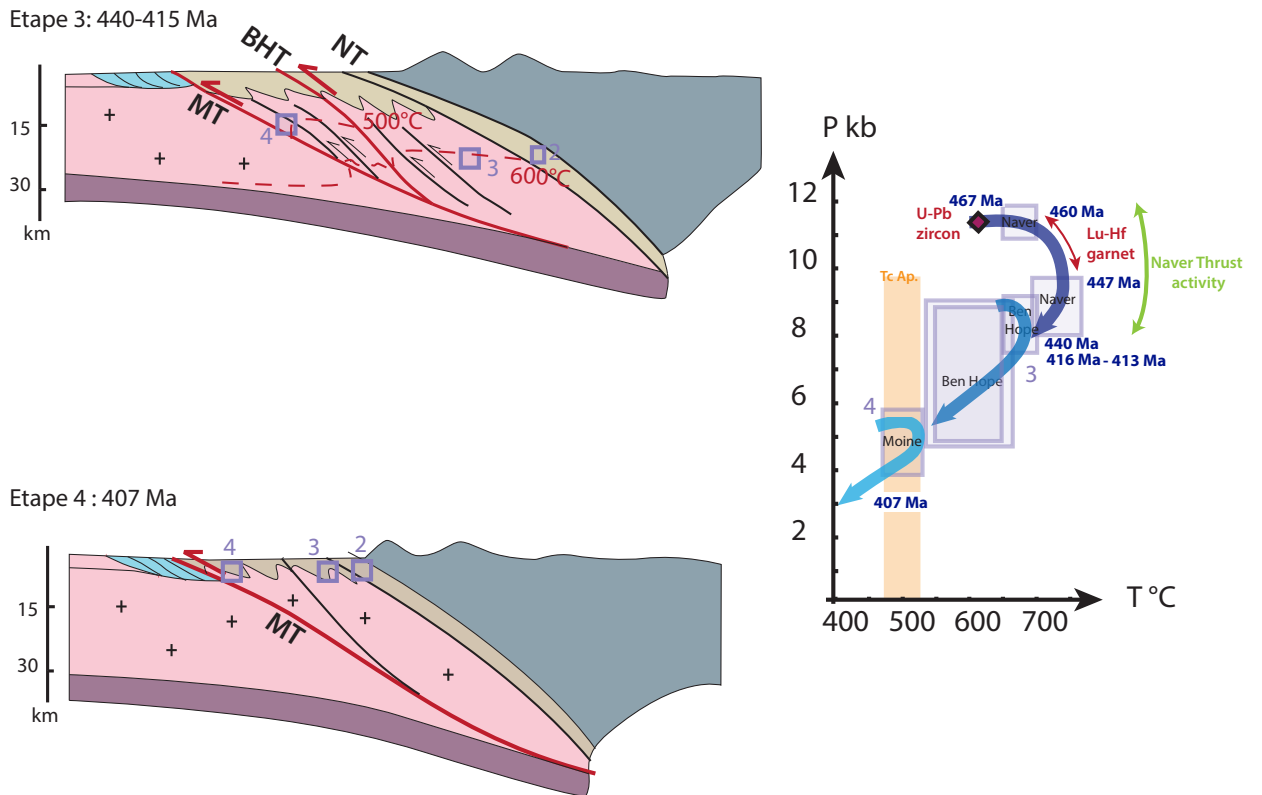 Etape 3: 440-415 Ma
BHT
NT
MT
15
30
km
4
500°C
3
2
600°C
Etape 4 : 407 Ma
4
3
2
MT
15
30
km
P kb
12
10
8
6
4
2
400
500
600
700
T °C
467 Ma
U-Pb
zircon
Naver
460 Ma
Lu-Hf
garnet
Naver Thrust
activity
447 Ma
Naver
Tc Ap.
Ben
Hope
440 Ma
416 Ma - 413 Ma
3
Ben Hope
4
Moine
407 Ma